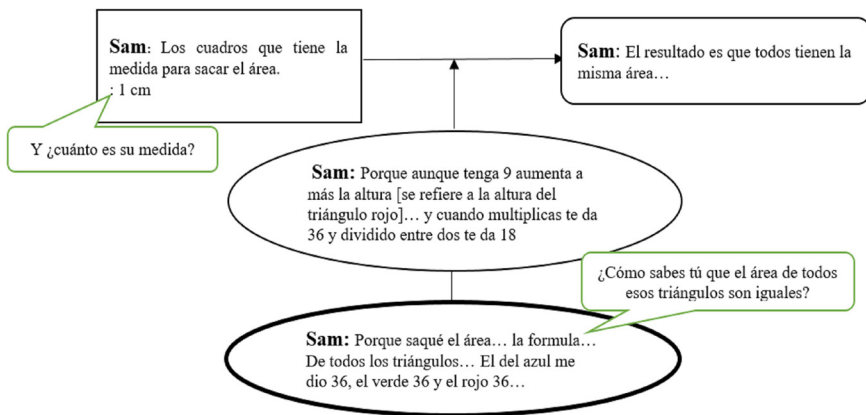 Sam: Los cuadros que tiene la
medida para sacar el área.
: 1 cm
Sam: El resultado es que todos tienen la
misma área…
Y ¿cuánto es su medida?
Sam: Porque aunque tenga 9 aumenta a
más la altura [se refiere a la altura del
triángulo rojo]… y cuando multiplicas te da
36 y dividido entre dos te da 18
¿Cómo sabes tú que el área de todos
esos triángulos son iguales?
Sam: Porque saqué el área… la formula…
De todos los triángulos… El del azul me
dio 36, el verde 36 y el rojo 36…